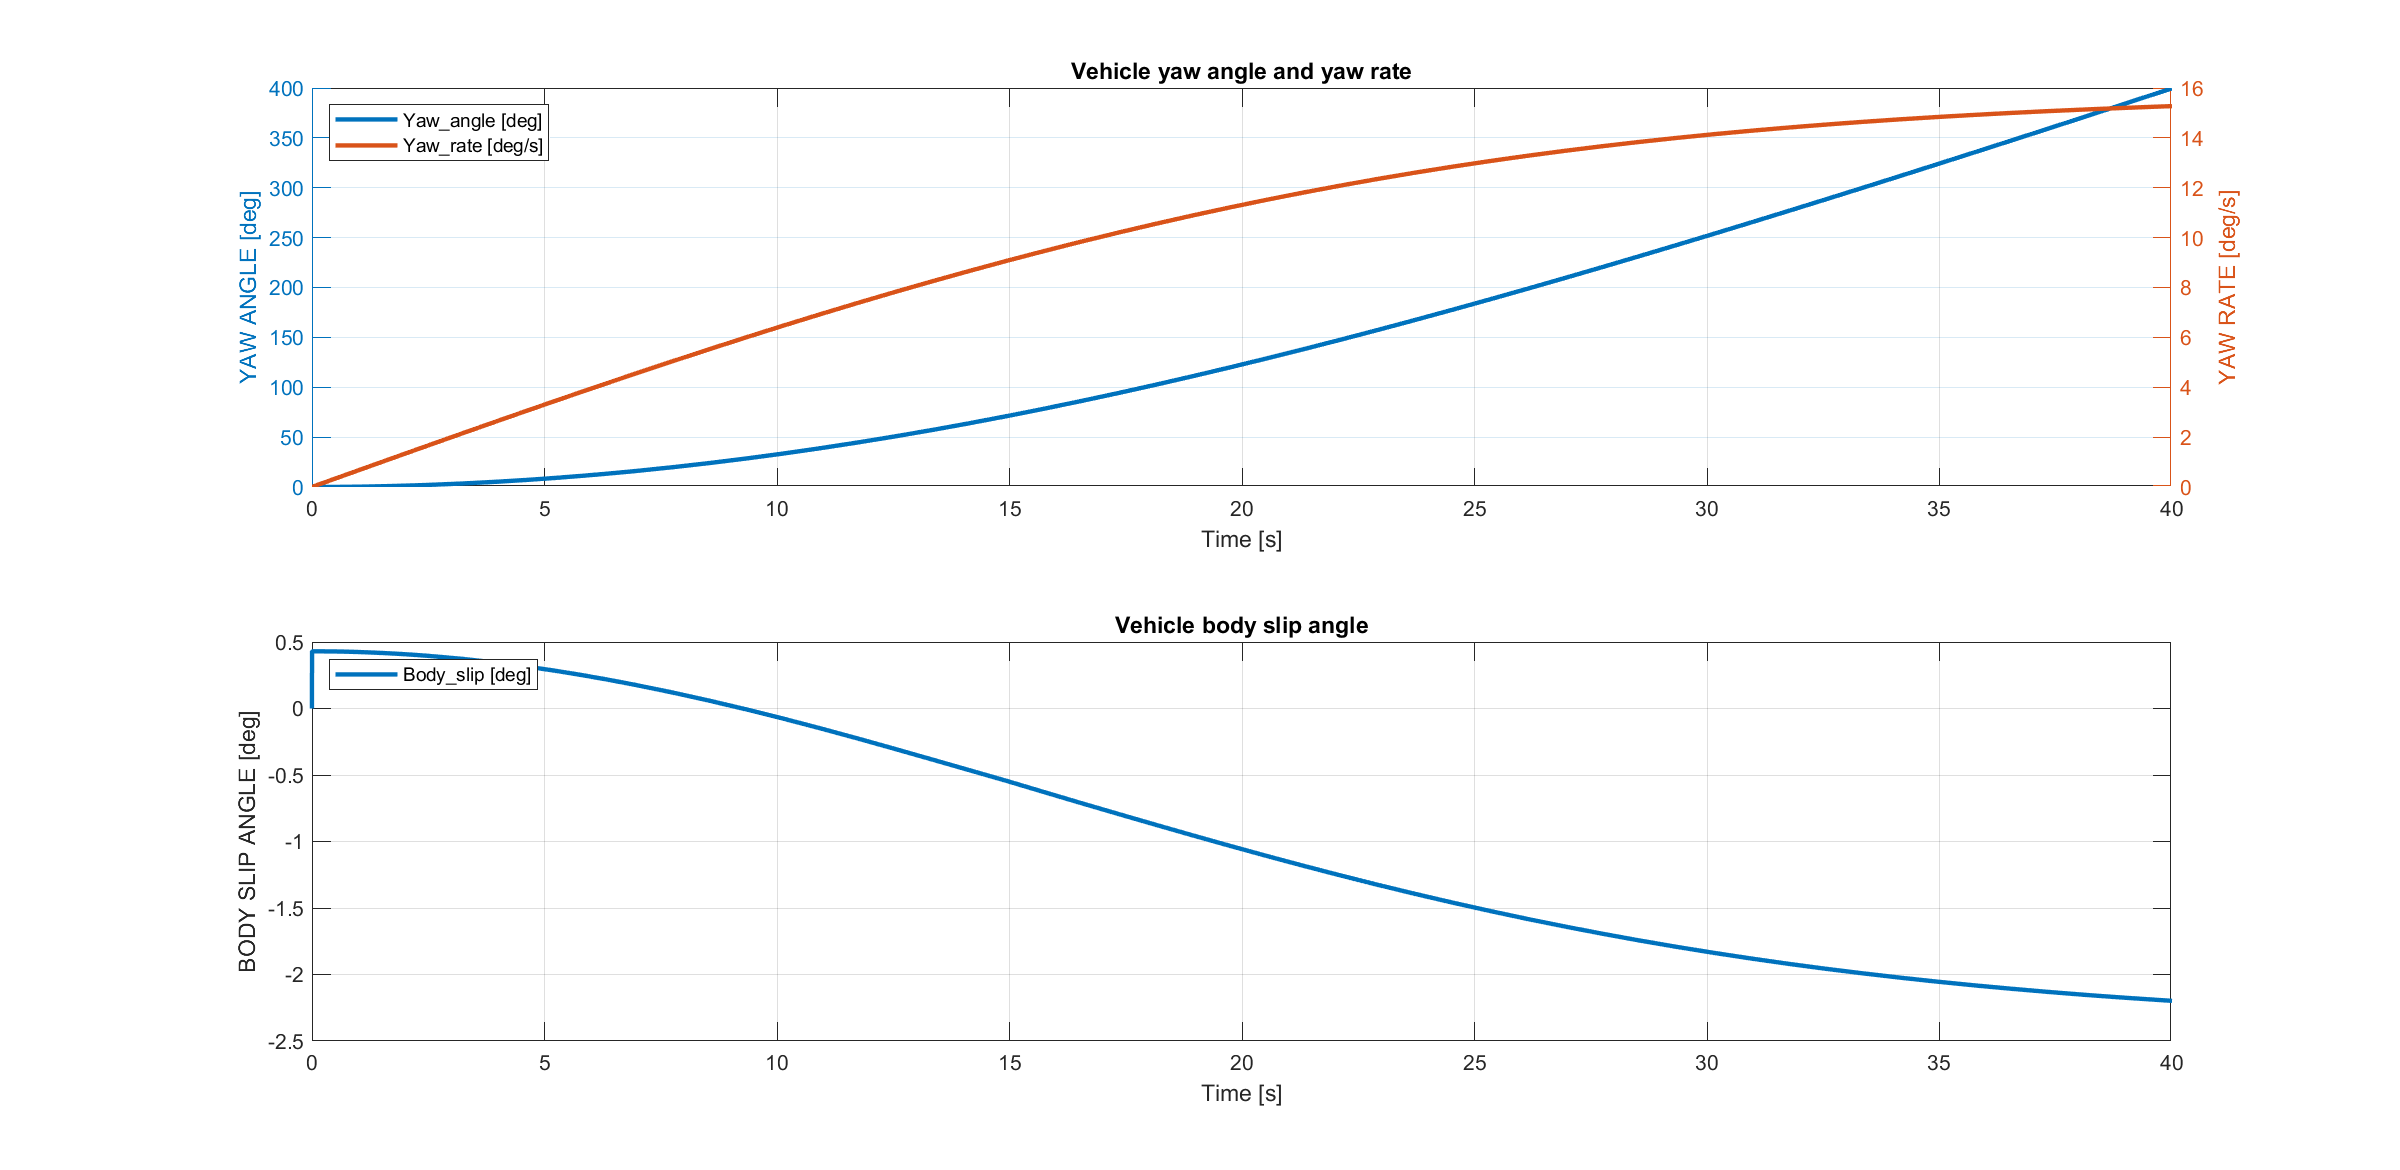 Vehicle yaw angle and yaw rate
Yaw_angle [deg]
Yaw_rate [deg/s]
YAW ANGLE [deg]
400
350
300
250
200
150
100
50
0
16
14
12
10
8
6
4
2
0
YAW RATE [deg/s]
0 5 10 15 20 25 30 35 40
Time [s]
Vehicle body slip angle
Body_slip [deg]
BODY SLIP ANGLE [deg]
0.5
0
-0.5
-1
-1.5
-2
-2.5
0 5 10 15 20 25 30 35 40
Time [s]